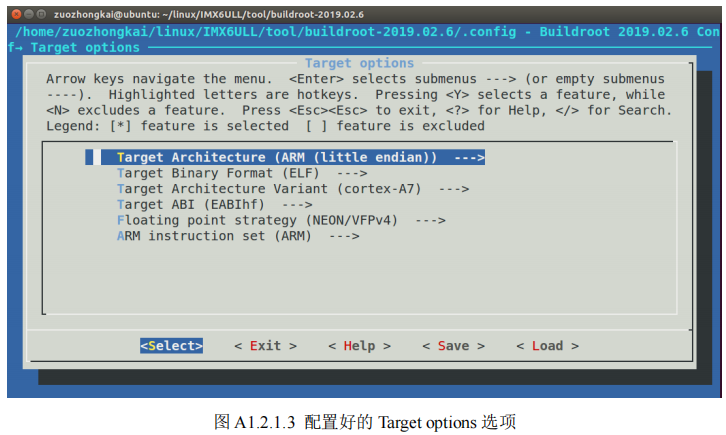 zuozhongkai@ubuntu: ~/linux/IMX6ULL/tool/buildroot-2019.02.6
/home/zuozhongkai/linux/IMX6ULL/tool/buildroot-2019.02.6/.config - Buildroot 2019.02.6 Con
f→ Target options
Target options
Arrow keys navigate the menu.  <Enter> selects submenus ---> (or empty submenus
----).  Highlighted letters are hotkeys.  Pressing <Y> selects a feature, while
<N> excludes a feature.  Press <Esc><Esc> to exit, <?> for Help, </> for Search.
Legend: [*] feature is selected  [ ] feature is excluded
Target Architecture (ARM (little endian))  --->
Target Binary Format (ELF)  --->
Target Architecture Variant (cortex-A7)  --->
Target ABI (EABIhf)  --->
Floating point strategy (NEON/VFPv4)  --->
ARM instruction set (ARM)  --->
<Select>    < Exit >    < Help >    < Save >    < Load >
图 A1.2.1.3 配置好的 Target options 选项